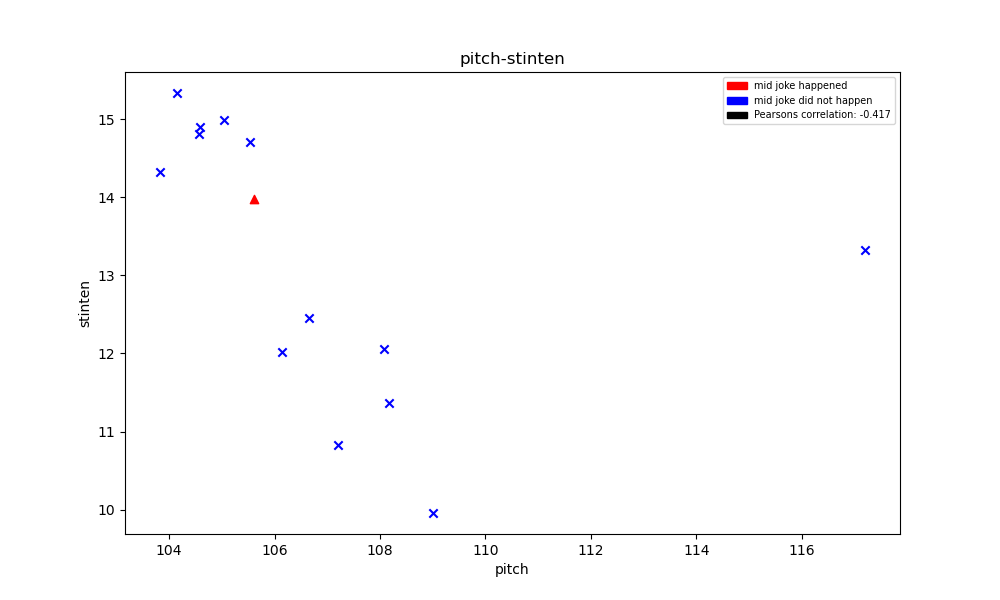 pitch-stinten
mid joke happened
mid joke did not happen
Pearsons correlation: -0.417
15
14
13
12
11
10
stinten
104 106 108 110 112 114 116
pitch